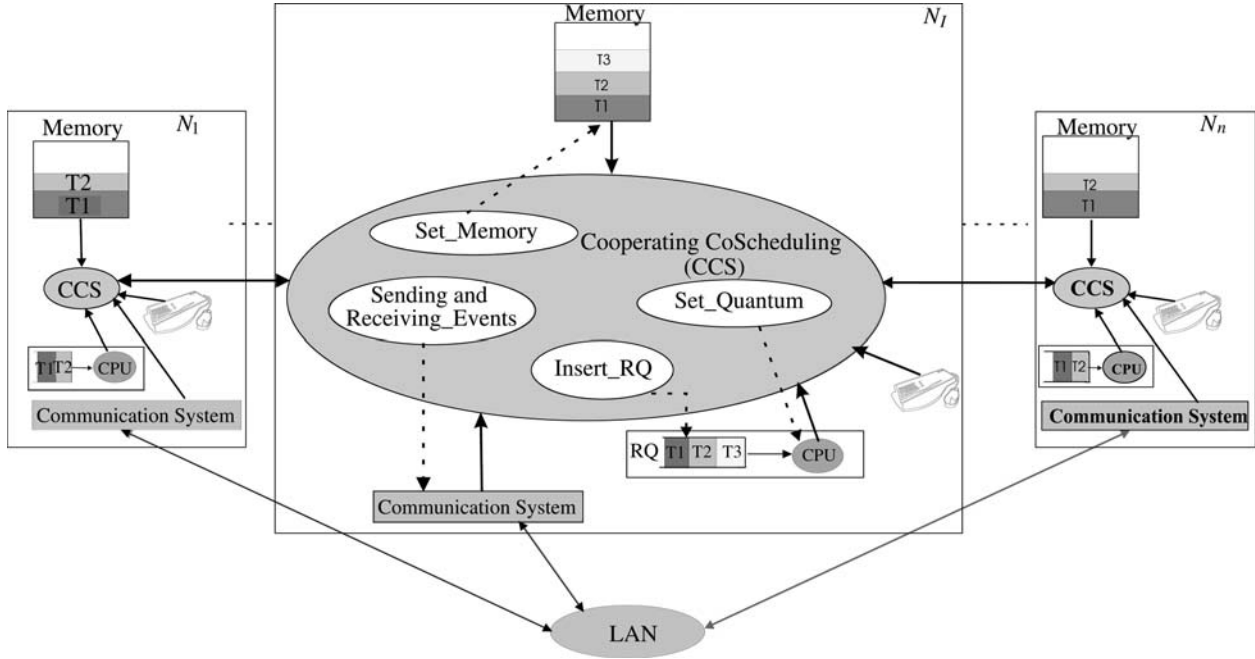 N_I
Memory
T3
T2
T1
N_1
Memory
T2
T1
CCS
T1 T2 CPU
Communication System
Set_Memory
Cooperating CoScheduling
(CCS)
Sending and
Receiving_Events
Set_Quantum
Insert_RQ
RQ T1 T2 T3 CPU
Communication System
N_n
Memory
T2
T1
CCS
T1 T2 CPU
Communication System
LAN